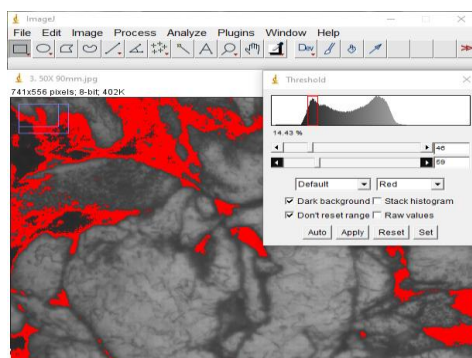 ImageJ
File Edit Image Process Analyze Plugins Window Help
Dev
3. 50X 90mm.jpg
741x556 pixels; 8-bit; 402K
Threshold
14.43 %
46
59
Default Red
Dark background Stack histogram
Don't reset range Raw values
Auto Apply Reset Set